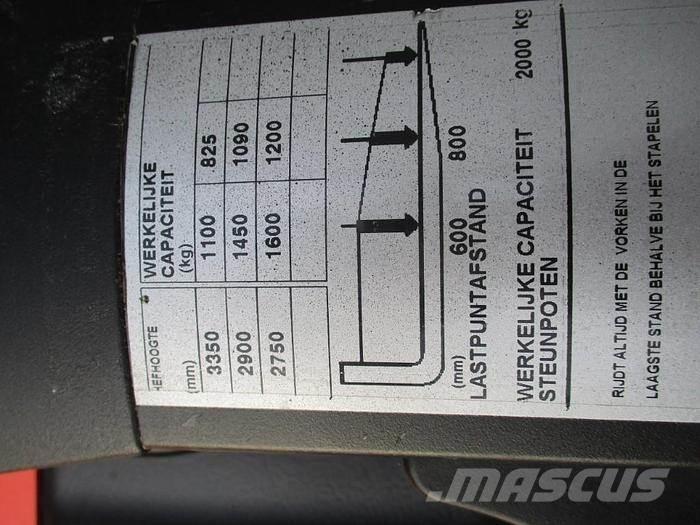 HEFHOOGTE WERKELIJKE
CAPACITEIT
(mm) (kg)
3350 1100 825
2900 1450 1090
2750 1600 1200
600 800
(mm)
LASTPUNTAFSTAND
WERKELIJKE CAPACITEIT 2000 kg
STEUNPOTEN
RIJDT ALTIJD MET DE VORKEN IN DE
LAAGSTE STAND BEHALVE BIJ HET STAPELEN
MASCUS